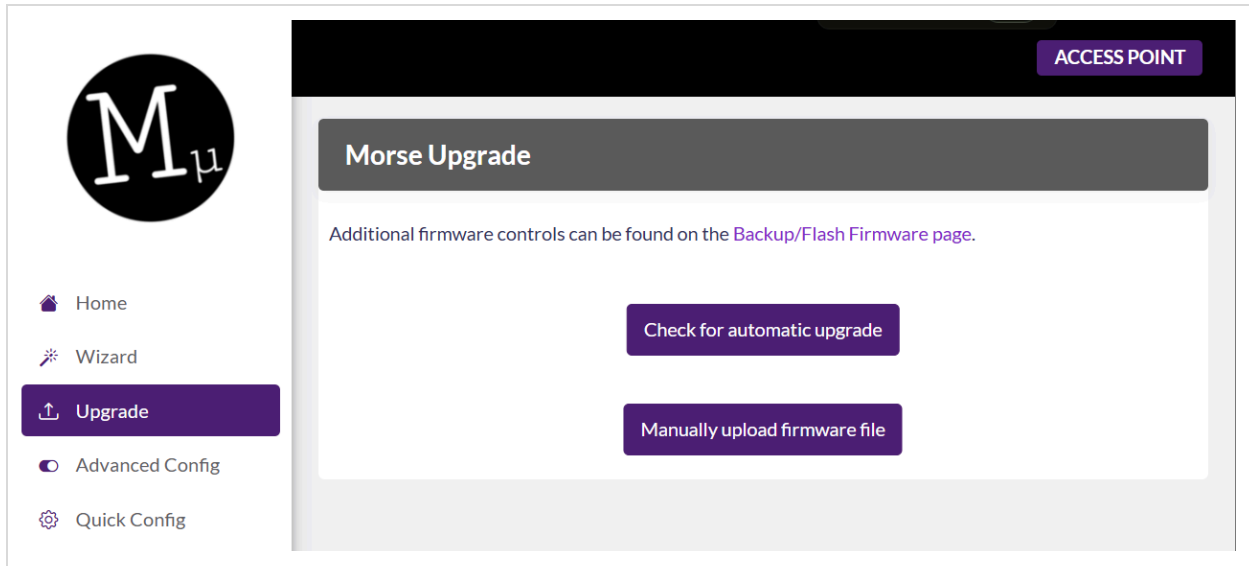 Mμ
ACCESS POINT
Morse Upgrade
Additional firmware controls can be found on the Backup/Flash Firmware page.
Home
Wizard
Upgrade
Advanced Config
Quick Config
Check for automatic upgrade
Manually upload firmware file